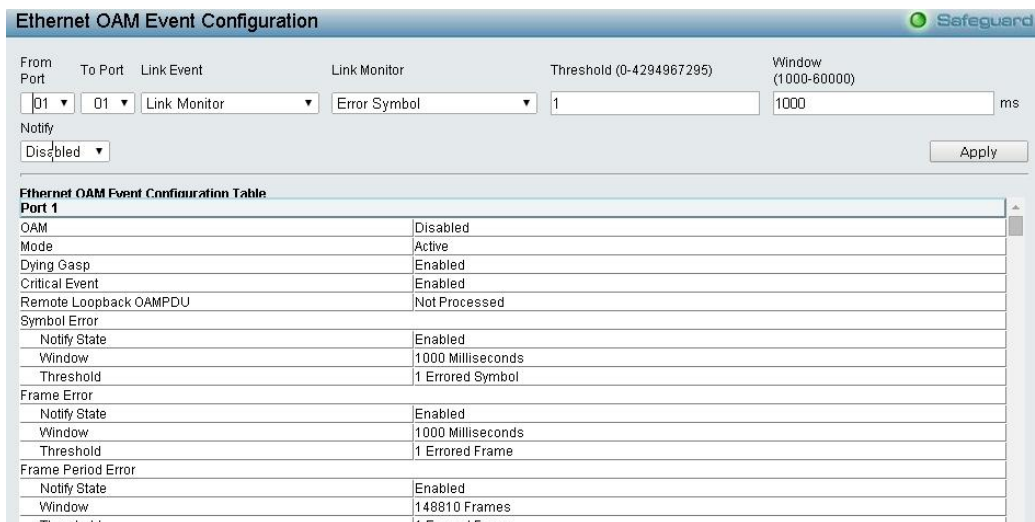 Ethernet OAM Event Configuration
Safeguard
From Port
To Port
Link Event
Link Monitor
Threshold (0-4294967295)
Window (1000-60000)
01
01
Link Monitor
Error Symbol
1
1000
ms
Notify
Disabled
Apply
Ethernet OAM Event Configuration Table
Port 1
OAM Disabled
Mode Active
Dying Gasp Enabled
Critical Event Enabled
Remote Loopback OAMPDU Not Processed
Symbol Error
Notify State Enabled
Window 1000 Milliseconds
Threshold 1 Errored Symbol
Frame Error
Notify State Enabled
Window 1000 Milliseconds
Threshold 1 Errored Frame
Frame Period Error
Notify State Enabled
Window 148810 Frames